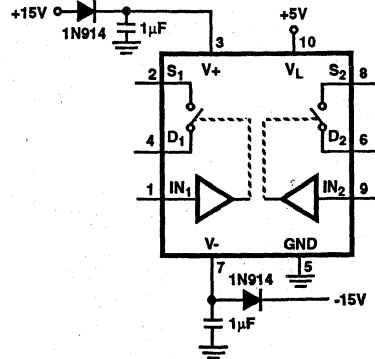 +15V
1N914
1µF
+5V
3
10
2
S1
V+
VL
S2
8
4
D1
D2
6
1
IN1
IN2
9
V-
GND
7
5
1N914
-15V
1µF